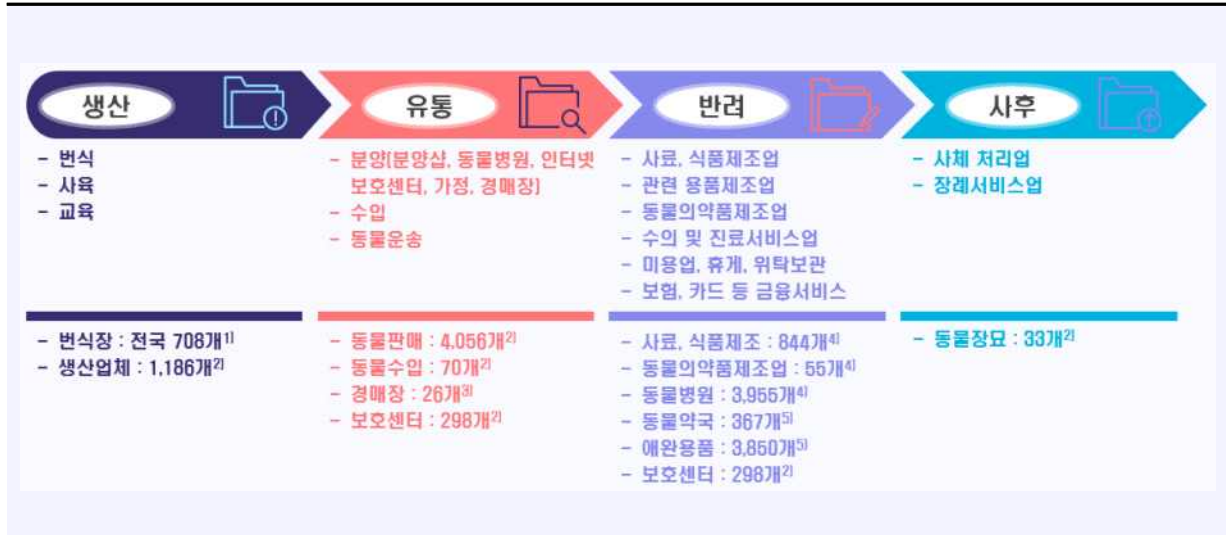 생산
- 번식
- 사육
- 교육
- 번식장 : 전국 708개1)
- 생산업체 : 1,186개2)
유통
- 분양(분양샵, 동물병원, 인터넷
보호센터, 가정, 경매장)
- 수입
- 동물운송
- 동물판매 : 4,056개2)
- 동물수입 : 70개2)
- 경매장 : 26개3)
- 보호센터 : 298개2)
반려
- 사료, 식품제조업
- 관련 용품제조업
- 동물의약품제조업
- 수의 및 진료서비스업
- 미용업, 휴게, 위탁보관
- 보험, 카드 등 금융서비스
- 사료, 식품제조 : 844개4)
- 동물의약품제조업 : 55개4)
- 동물병원 : 3,955개4)
- 동물약국 : 367개5)
- 애완용품 : 3,850개5)
- 보호센터 : 298개2)
사후
- 사체 처리업
- 장례서비스업
- 동물장묘 : 33개2)